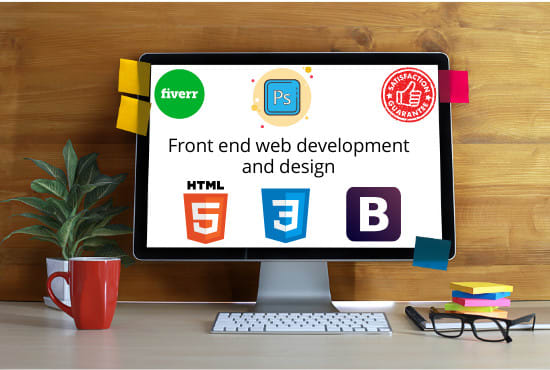 fiverr
Ps
SATISFACTION
GUARANTEE
Front end web development
and design
HTML
5
3
B